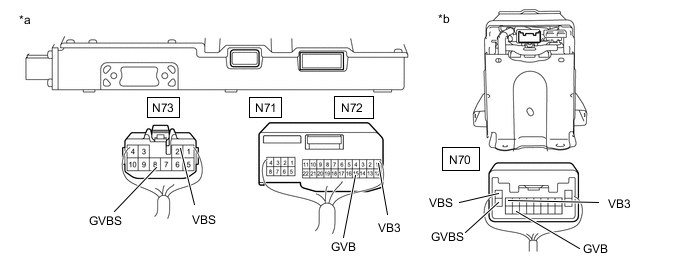 *a
*b
N73
N71
N72
4 3 2 1
10 9 8 7 6 5
4 3 2 1
8 7 6 5
11 10 9 8 7 6 5 4 3 2 1
22 21 20 19 18 17 16 15 14 13 12
GVBS
VBS
GVB
VB3
N70
VBS
GVBS
VB3
GVB